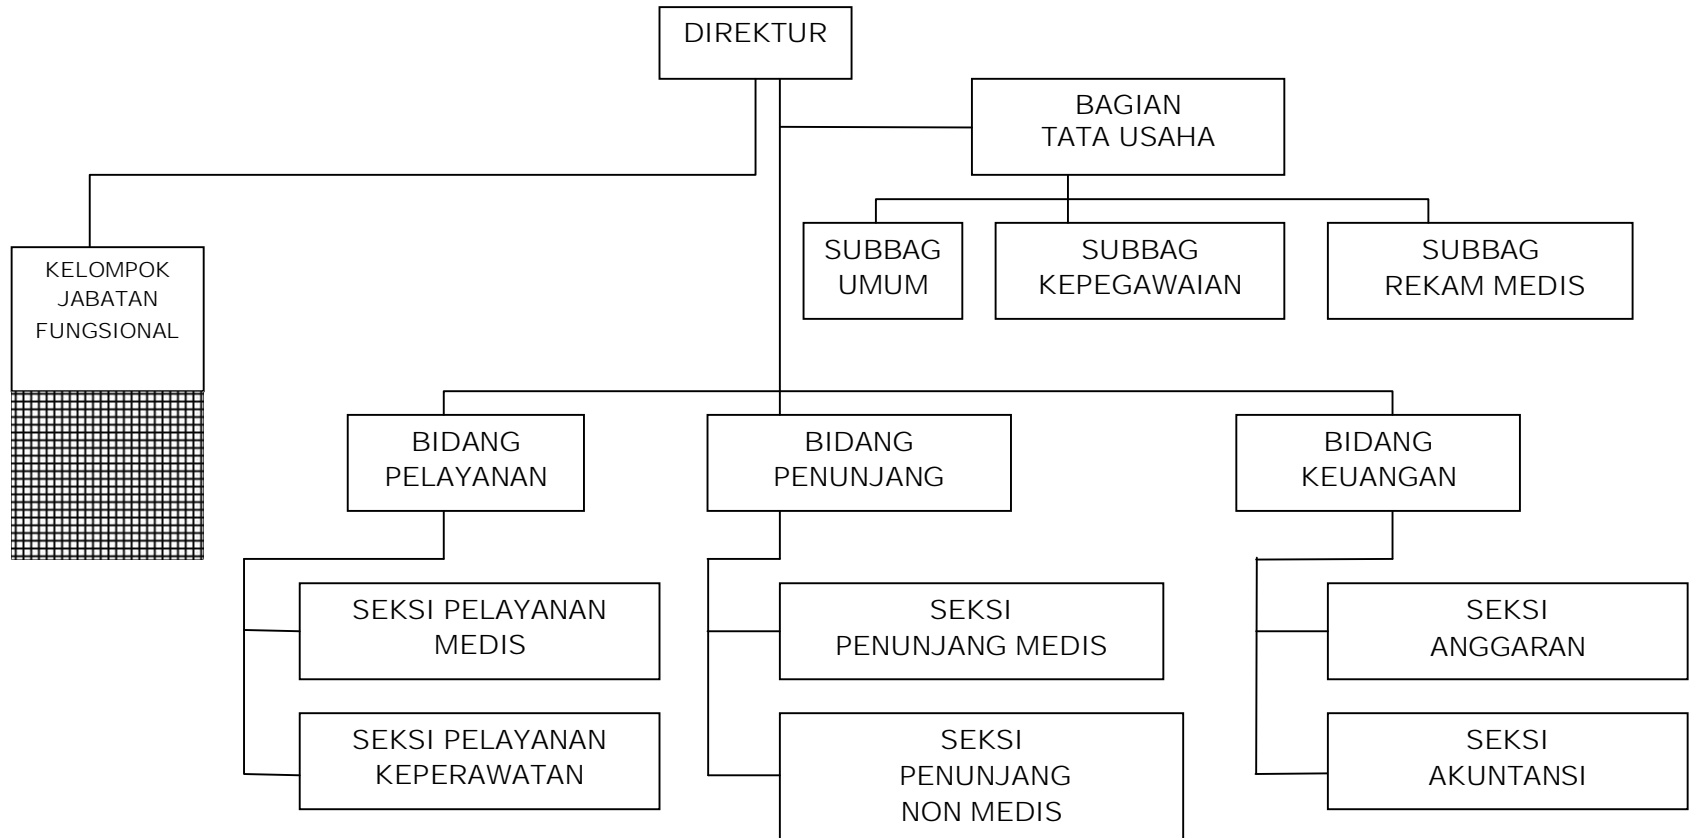 DIREKTUR
BAGIAN
TATA USAHA
SUBBAG
UMUM
SUBBAG
KEPEGAWAIAN
SUBBAG
REKAM MEDIS
KELOMPOK
JABATAN
FUNGSIONAL
BIDANG
PELAYANAN
BIDANG
PENUNJANG
BIDANG
KEUANGAN
SEKSI PELAYANAN
MEDIS
SEKSI
PENUNJANG MEDIS
SEKSI
ANGGARAN
SEKSI PELAYANAN
KEPERAWATAN
SEKSI
PENUNJANG
NON MEDIS
SEKSI
AKUNTANSI